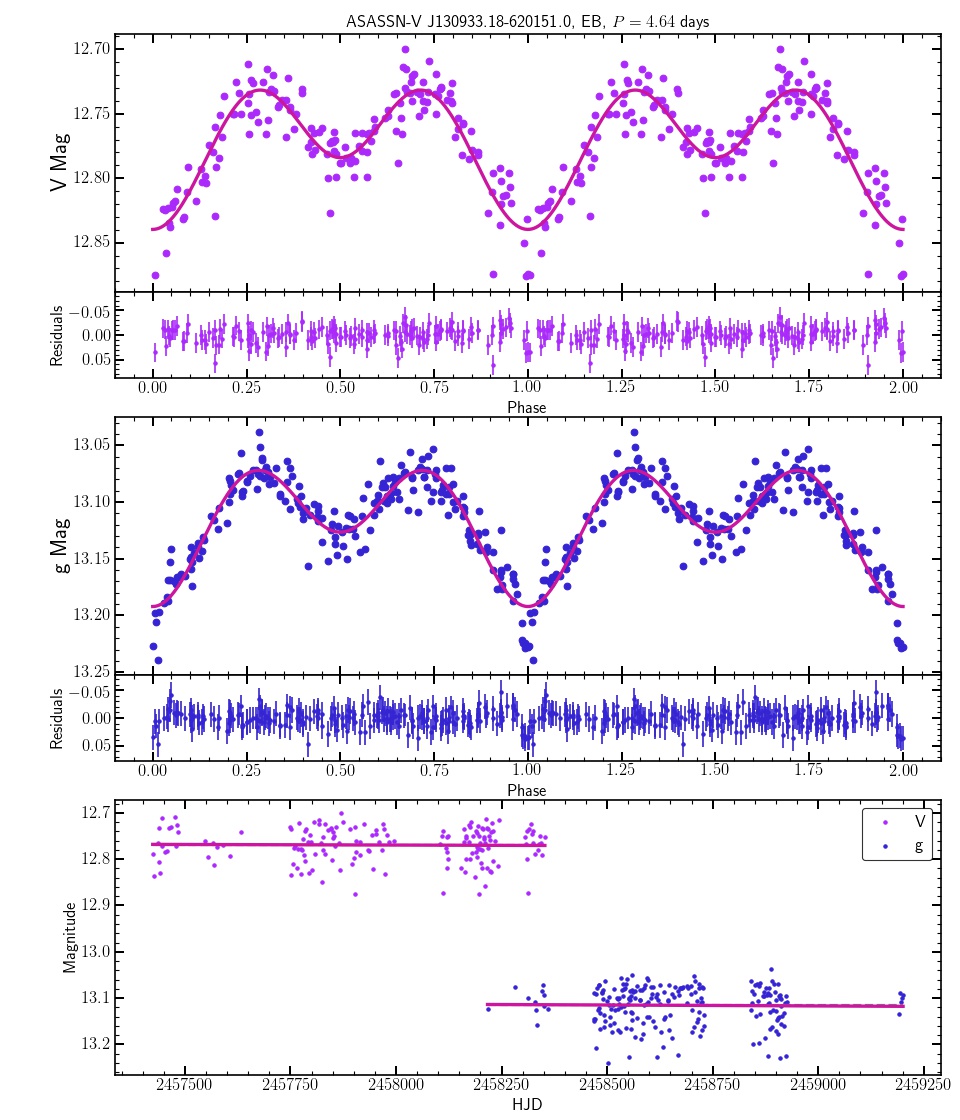 ASASSN-V J130933.18-620151.0, EB, P = 4.64 days
12.70
12.75
12.80
12.85
V Mag
−0.05
0.00
0.05
Residuals
0.00 0.25 0.50 0.75 1.00 1.25 1.50 1.75 2.00
Phase
13.05
13.10
13.15
13.20
13.25
g Mag
−0.05
0.00
0.05
Residuals
0.00 0.25 0.50 0.75 1.00 1.25 1.50 1.75 2.00
Phase
12.7
12.8
12.9
13.0
13.1
13.2
Magnitude
V
g
2457500 2457750 2458000 2458250 2458500 2458750 2459000 2459250
HJD